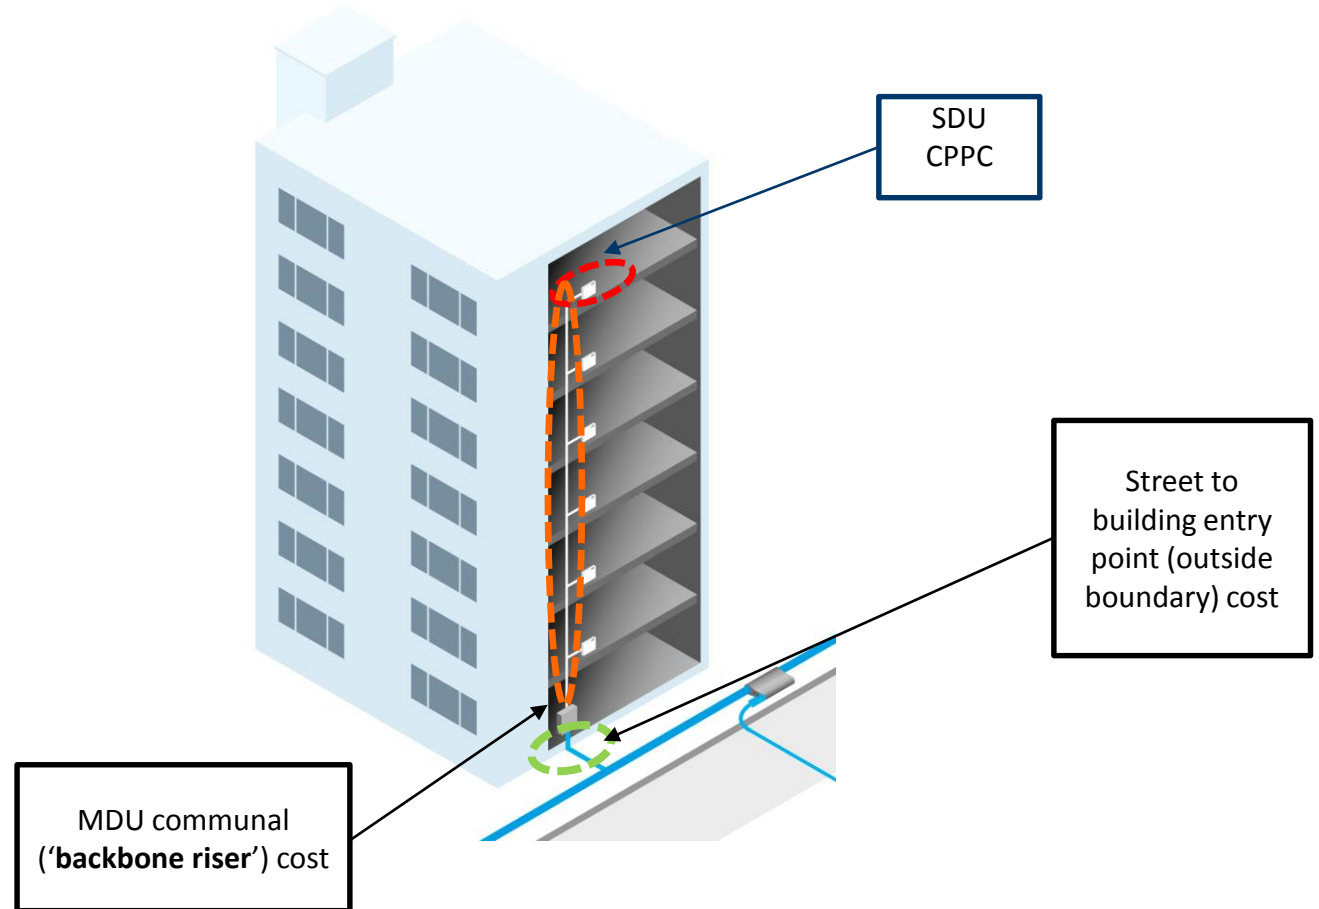 SDU
CPPC
Street to
building entry
point (outside
boundary) cost
MDU communal
(‘backbone riser’) cost